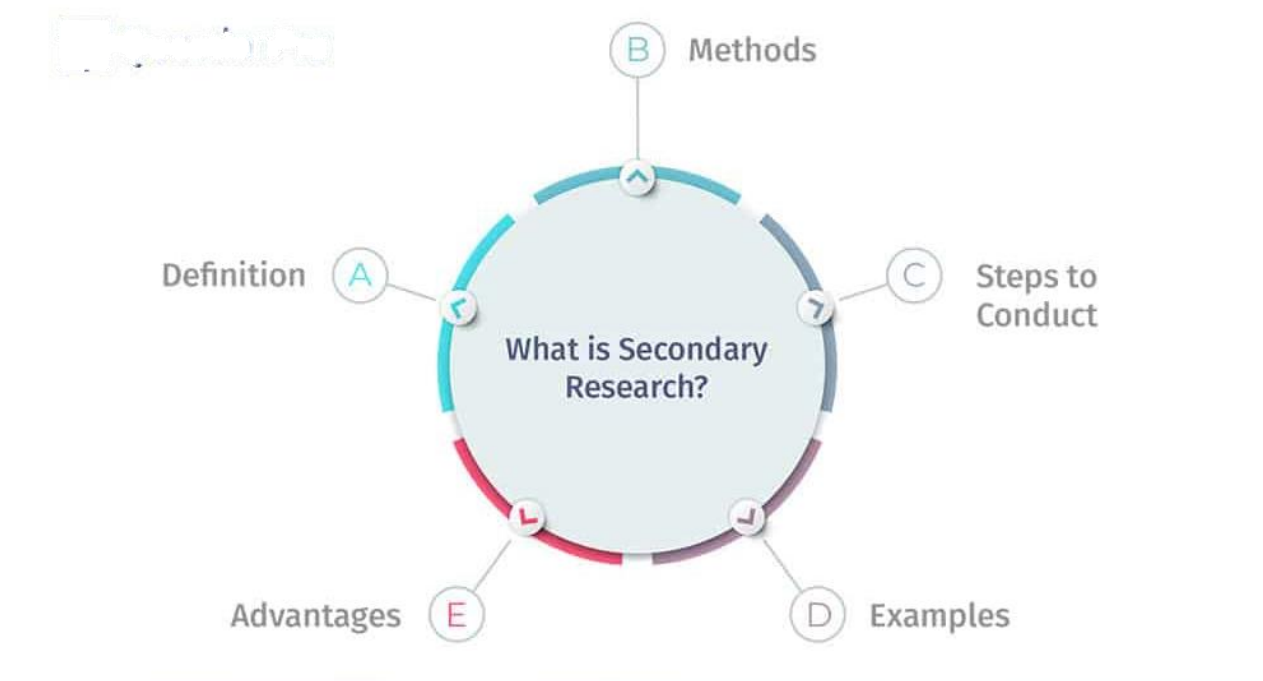 B Methods
Definition A
C Steps to
Conduct
What is Secondary
Research?
Advantages E
D Examples